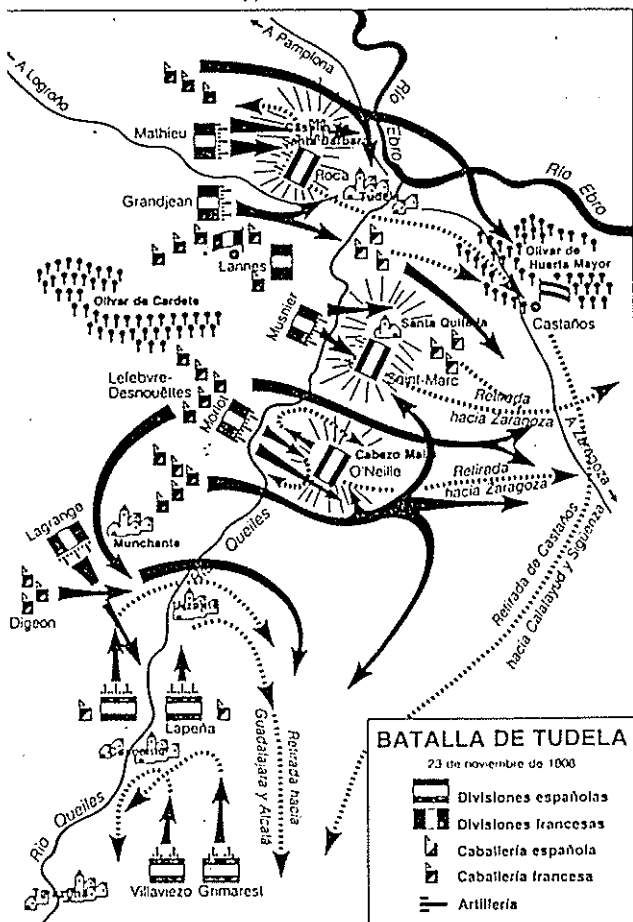 A Pamplona
A Logroño
Río
Ebro
Río Ebro
Mathieu
Roca
Tudela
Grandjean
Lannes
Olivar de
Huerta Mayor
Castaños
Olivar de Cardete
Musnier
Santa Quiteria
Saint-Marc
Lefebvre-
Desnouëttes
Morlot
Retirada
hacia Zaragoza
A Zaragoza
Cabezo Malla
O'Neille
Retirada
hacia Zaragoza
Lagranga
Munchante
Queiles
Digeon
Retirada de Castaños
hacia Calatayud y Sigüenza
Lapeña
Retirada hacia
Guadalajara y Alcalá
Río Queiles
Villaviezo Grimarest
BATALLA DE TUDELA
23 de noviembre de 1808
Divisiones españolas
Divisiones francesas
Caballería española
Caballería francesa
Artillería